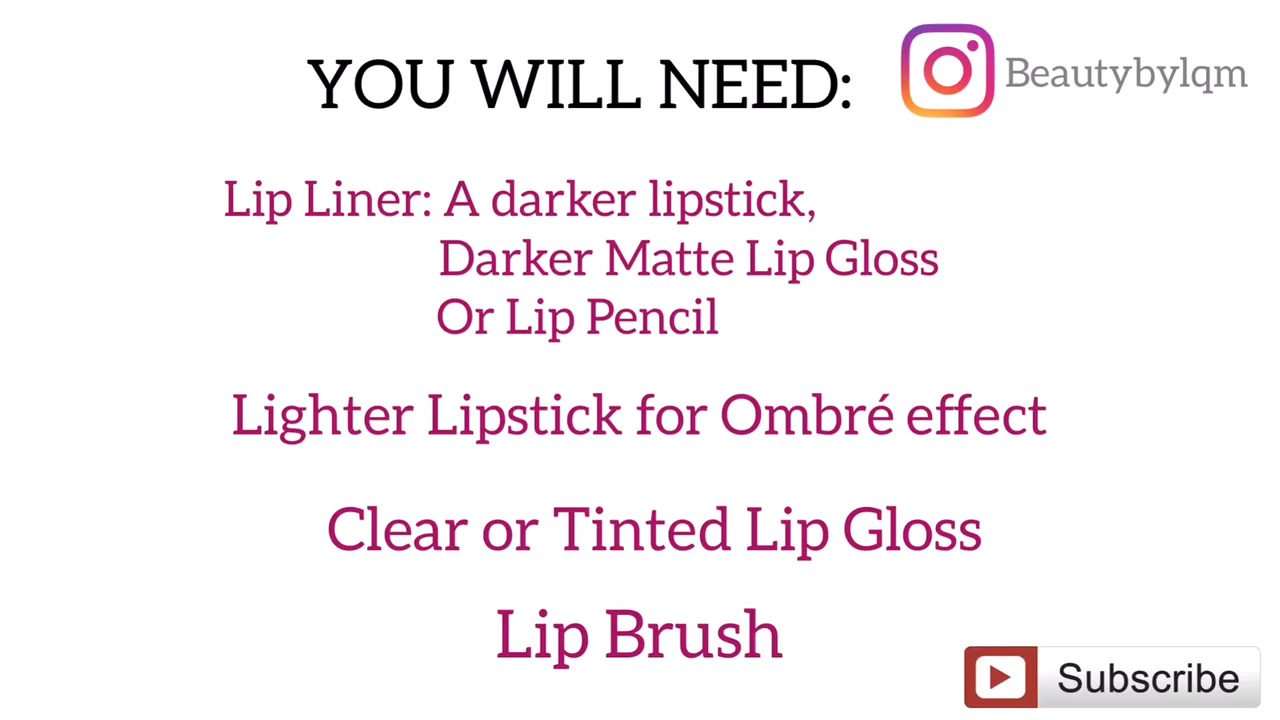 YOU WILL NEED:
Beautybylqm
Lip Liner: A darker lipstick,
Darker Matte Lip Gloss
Or Lip Pencil
Lighter Lipstick for Ombré effect
Clear or Tinted Lip Gloss
Lip Brush
Subscribe